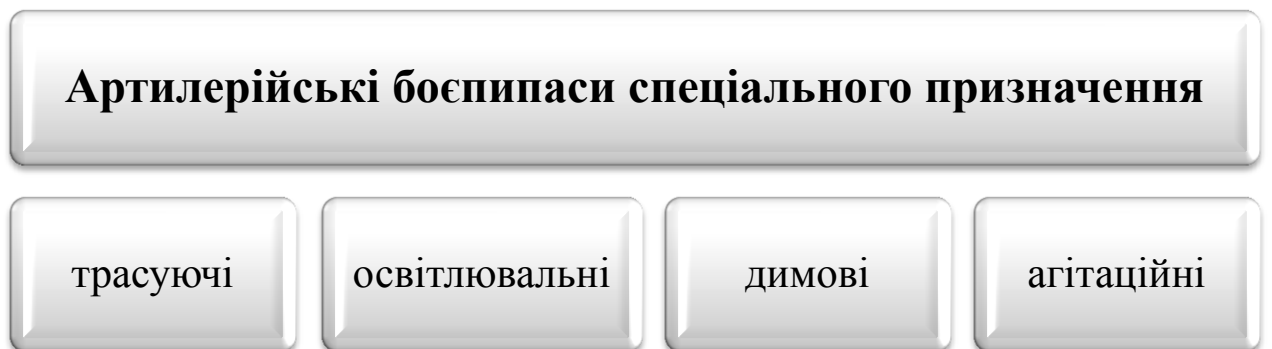 Артилерійські боєпипаси спеціального призначення
трасуючі
освітлювальні
димові
агітаційні